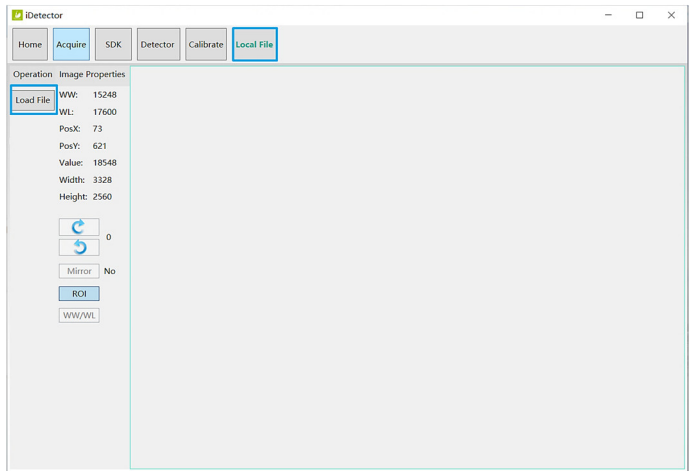 iDetector
Home Acquire SDK Detector Calibrate Local File
Operation Image Properties
Load File
WW: 15248
WL: 17600
PosX: 73
PosY: 621
Value: 18548
Width: 3328
Height: 2560
0
Mirror No
ROI
WW/WL